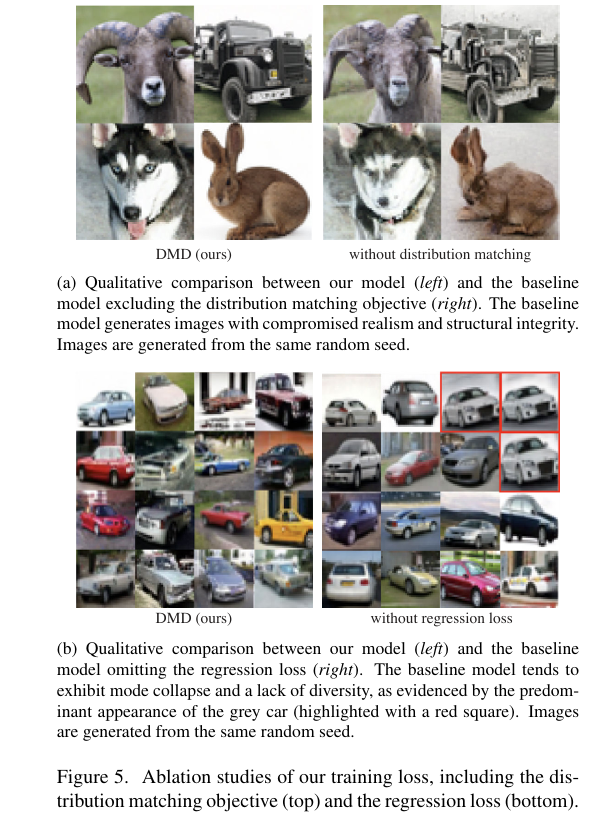 DMD (ours) without distribution matching
(a) Qualitative comparison between our model (left) and the baseline
model excluding the distribution matching objective (right). The baseline
model generates images with compromised realism and structural integrity.
Images are generated from the same random seed.
DMD (ours) without regression loss
(b) Qualitative comparison between our model (left) and the baseline
model omitting the regression loss (right). The baseline model tends to
exhibit mode collapse and a lack of diversity, as evidenced by the predom-
inant appearance of the grey car (highlighted with a red square). Images
are generated from the same random seed.
Figure 5. Ablation studies of our training loss, including the dis-
tribution matching objective (top) and the regression loss (bottom).